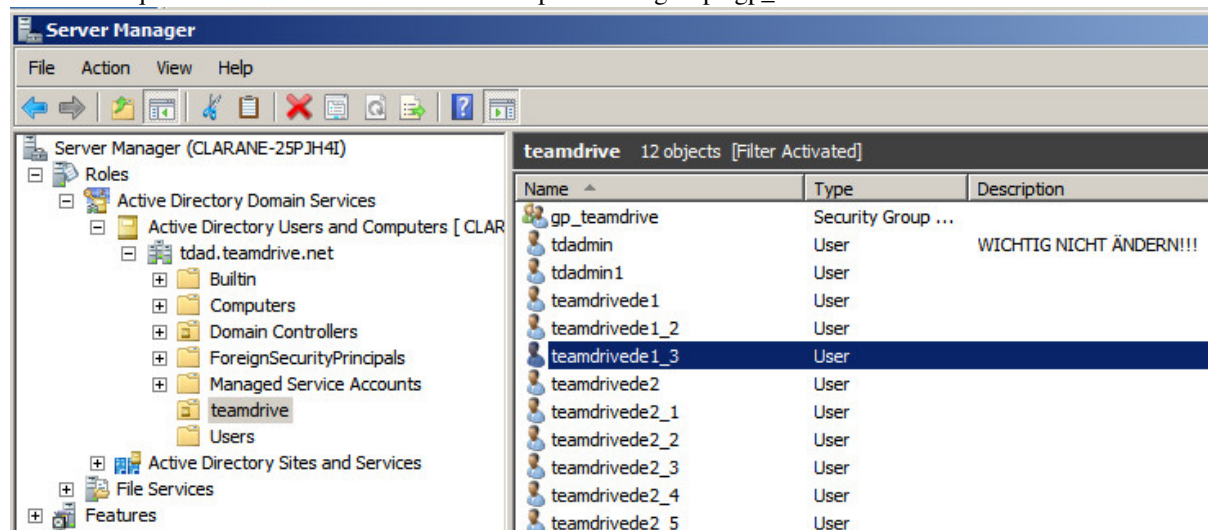 Server Manager
File Action View Help
Server Manager (CLARANE-25PJH4I)
Roles
Active Directory Domain Services
Active Directory Users and Computers [ CLAR
tdad.teamdrive.net
Builtin
Computers
Domain Controllers
ForeignSecurityPrincipals
Managed Service Accounts
teamdrive
Users
Active Directory Sites and Services
File Services
Features
teamdrive 12 objects [Filter Activated]
Name Type Description
gp_teamdrive Security Group ...
tdadmin User WICHTIG NICHT ÄNDERN!!!
tdadmin1 User
teamdrivede1 User
teamdrivede1_2 User
teamdrivede1_3 User
teamdrivede2 User
teamdrivede2_1 User
teamdrivede2_2 User
teamdrivede2_3 User
teamdrivede2_4 User
teamdrivede2_5 User